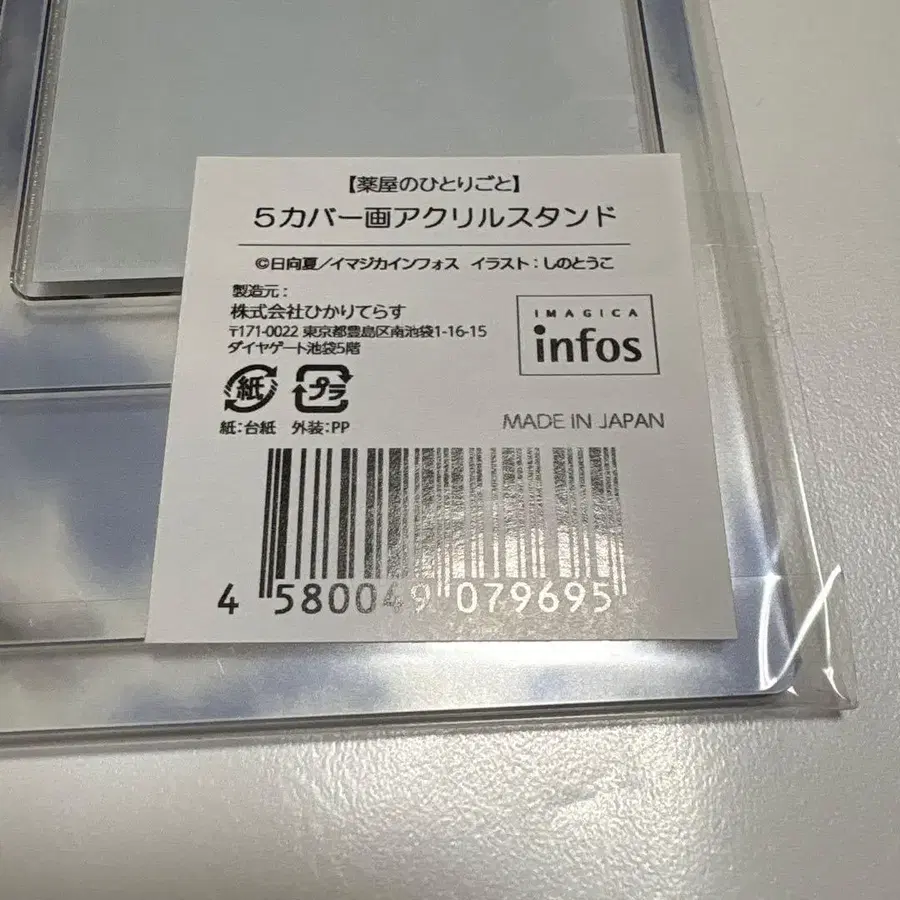 【薬屋のひとりごと】
5カバー画アクリルスタンド
©日向夏/イマジカインフォス イラスト:しのとうこ
製造元:
株式会社ひかりてらす
〒171-0022 東京都豊島区南池袋1-16-15
ダイヤゲート池袋5階
IMAGICA
infos
紙 プラ
紙:台紙 外装:PP
MADE IN JAPAN
4 580049 079695